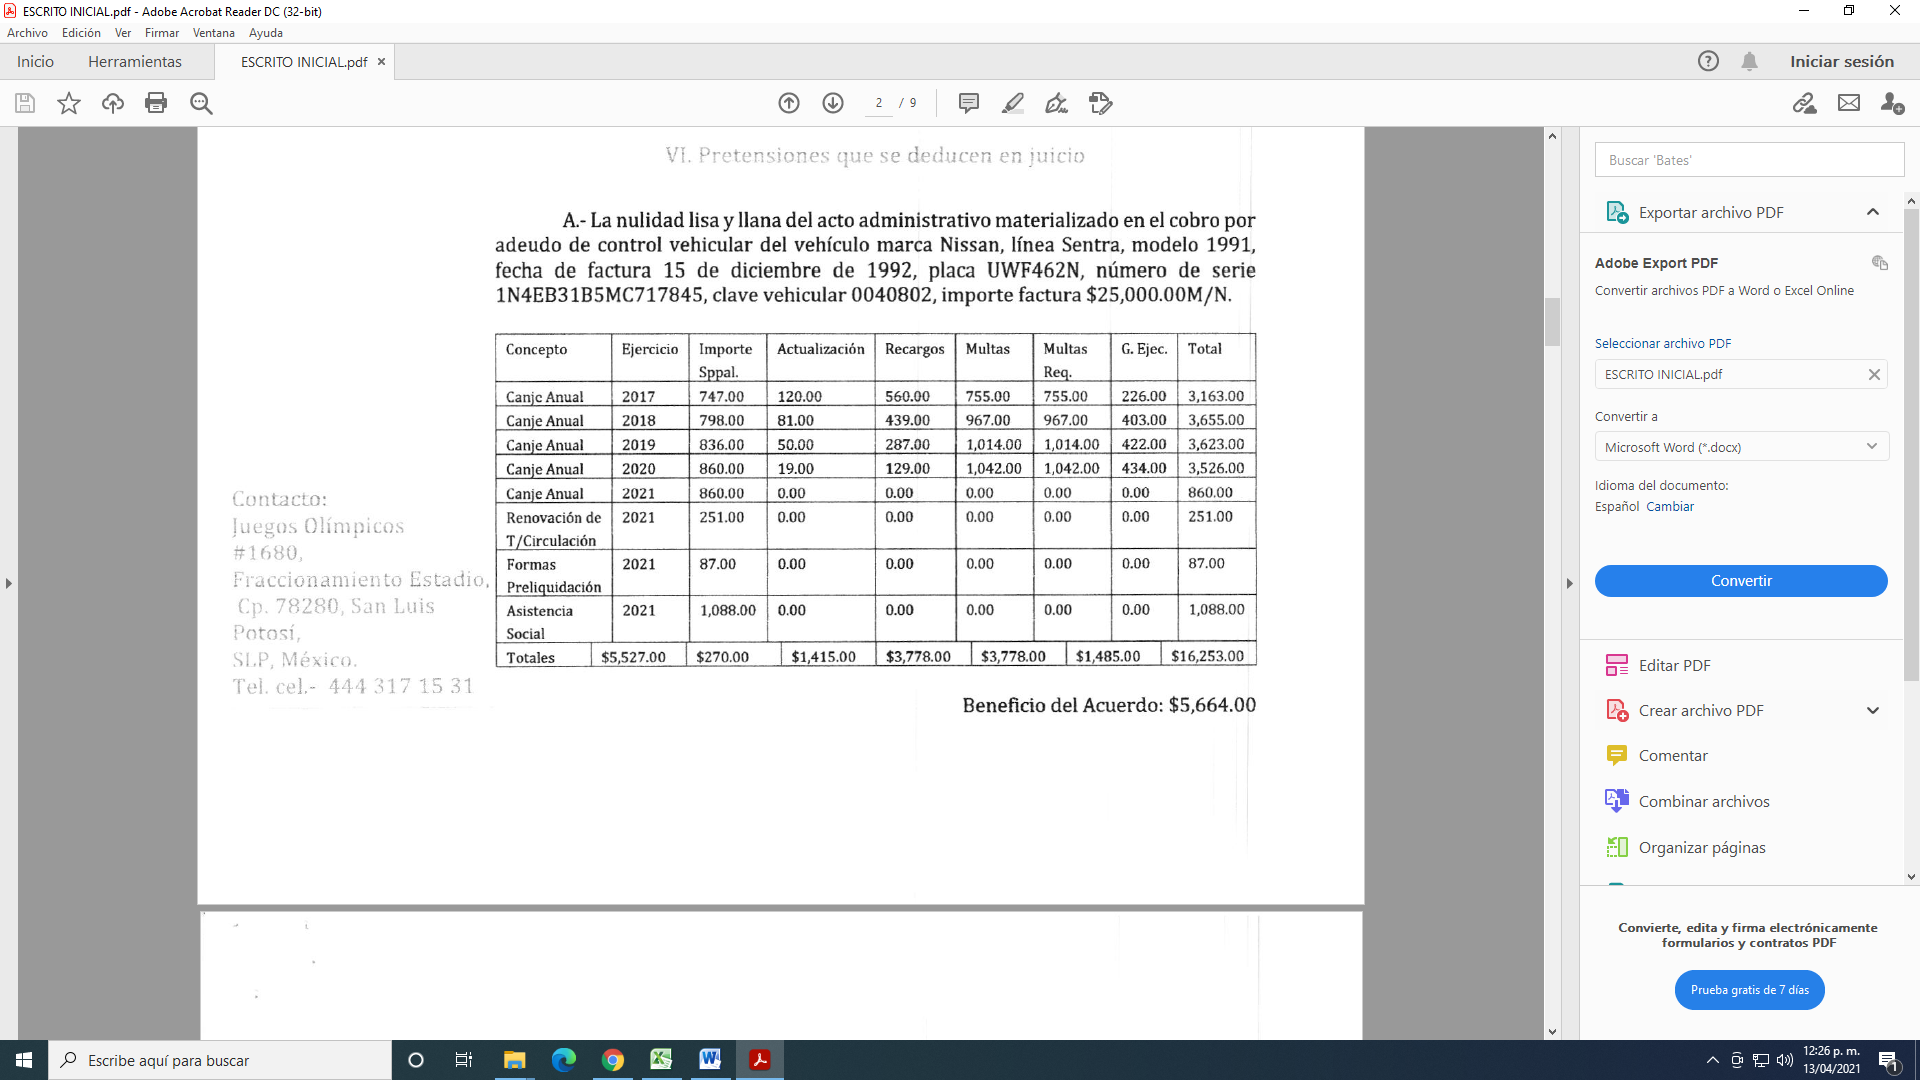 ESCRITO INICIAL.pdf - Adobe Acrobat Reader DC (32-bit)
Archivo Edición Ver Firmar Ventana Ayuda
Inicio Herramientas ESCRITO INICIAL.pdf Iniciar sesión
2 / 9
VI. Pretensiones que se deducen en juicio
A.- La nulidad lisa y llana del acto administrativo materializado en el cobro por
adeudo de control vehicular del vehículo marca Nissan, línea Sentra, modelo 1991,
fecha de factura 15 de diciembre de 1992, placa UWF462N, número de serie
1N4EB31B5MC717845, clave vehicular 0040802, importe factura $25,000.00M/N.
Concepto Ejercicio Importe Sppal. Actualización Recargos Multas Multas Req. G. Ejec. Total
Canje Anual 2017 747.00 120.00 560.00 755.00 755.00 226.00 3,163.00
Canje Anual 2018 798.00 81.00 439.00 967.00 967.00 403.00 3,655.00
Canje Anual 2019 836.00 50.00 287.00 1,014.00 1,014.00 422.00 3,623.00
Canje Anual 2020 860.00 19.00 129.00 1,042.00 1,042.00 434.00 3,526.00
Canje Anual 2021 860.00 0.00 0.00 0.00 0.00 0.00 860.00
Renovación de T/Circulación 2021 251.00 0.00 0.00 0.00 0.00 0.00 251.00
Formas Preliquidación 2021 87.00 0.00 0.00 0.00 0.00 0.00 87.00
Asistencia Social 2021 1,088.00 0.00 0.00 0.00 0.00 0.00 1,088.00
Totales $5,527.00 $270.00 $1,415.00 $3,778.00 $3,778.00 $1,485.00 $16,253.00
Beneficio del Acuerdo: $5,664.00
Contacto:
Juegos Olímpicos
#1680,
Fraccionamiento Estadio,
Cp. 78280, San Luis
Potosí,
SLP, México.
Tel. cel.- 444 317 15 31
Buscar 'Bates'
Exportar archivo PDF
Adobe Export PDF
Convertir archivos PDF a Word o Excel Online
Seleccionar archivo PDF
ESCRITO INICIAL.pdf
Convertir a
Microsoft Word (*.docx)
Idioma del documento:
Español Cambiar
Convertir
Editar PDF
Crear archivo PDF
Comentar
Combinar archivos
Organizar páginas
Convierte, edita y firma electrónicamente
formularios y contratos PDF
Prueba gratis de 7 días
Escribe aquí para buscar
12:26 p. m.
13/04/2021
1